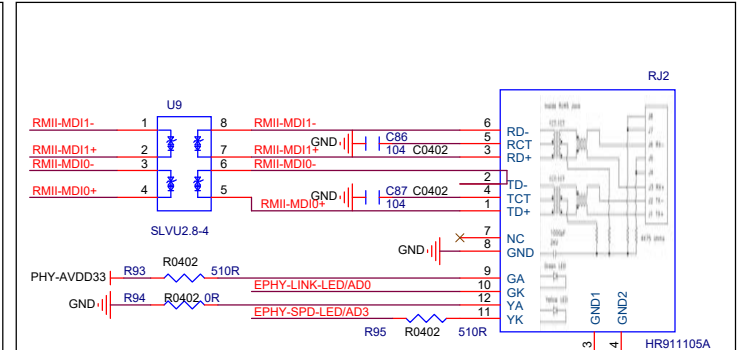 RJ2
U9
RMII-MDI1- 1 8 RMII-MDI1- 6 RD-
GND C86 5 RCT
RMII-MDI1+ 2 7 RMII-MDI1+ 104 C0402 3 RD+
RMII-MDI0- 3 6 RMII-MDI0-
2 TD-
RMII-MDI0+ 4 5 GND C87 C0402 4 TCT
RMII-MDI0+ 104 1 TD+
SLVU2.8-4
7 NC
GND 8 GND
R0402
PHY-AVDD33 R93 510R 9 GA
EPHY-LINK-LED/AD0 10 GK
GND R94 R0402 0R 12 YA
EPHY-SPD-LED/AD3 11 YK
R95 R0402 510R
GND1
GND2
3
4
HR911105A